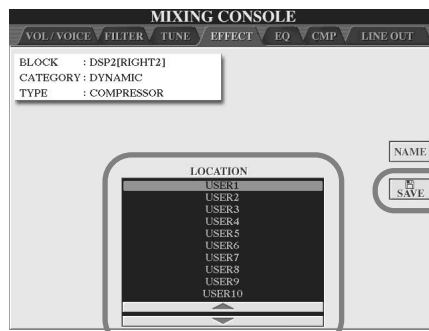 MIXING CONSOLE
VOL / VOICE FILTER TUNE EFFECT EQ CMP LINE OUT
BLOCK : DSP2[RIGHT2]
CATEGORY : DYNAMIC
TYPE : COMPRESSOR
NAME
LOCATION
SAVE
USER1
USER2
USER3
USER4
USER5
USER6
USER7
USER8
USER9
USER10